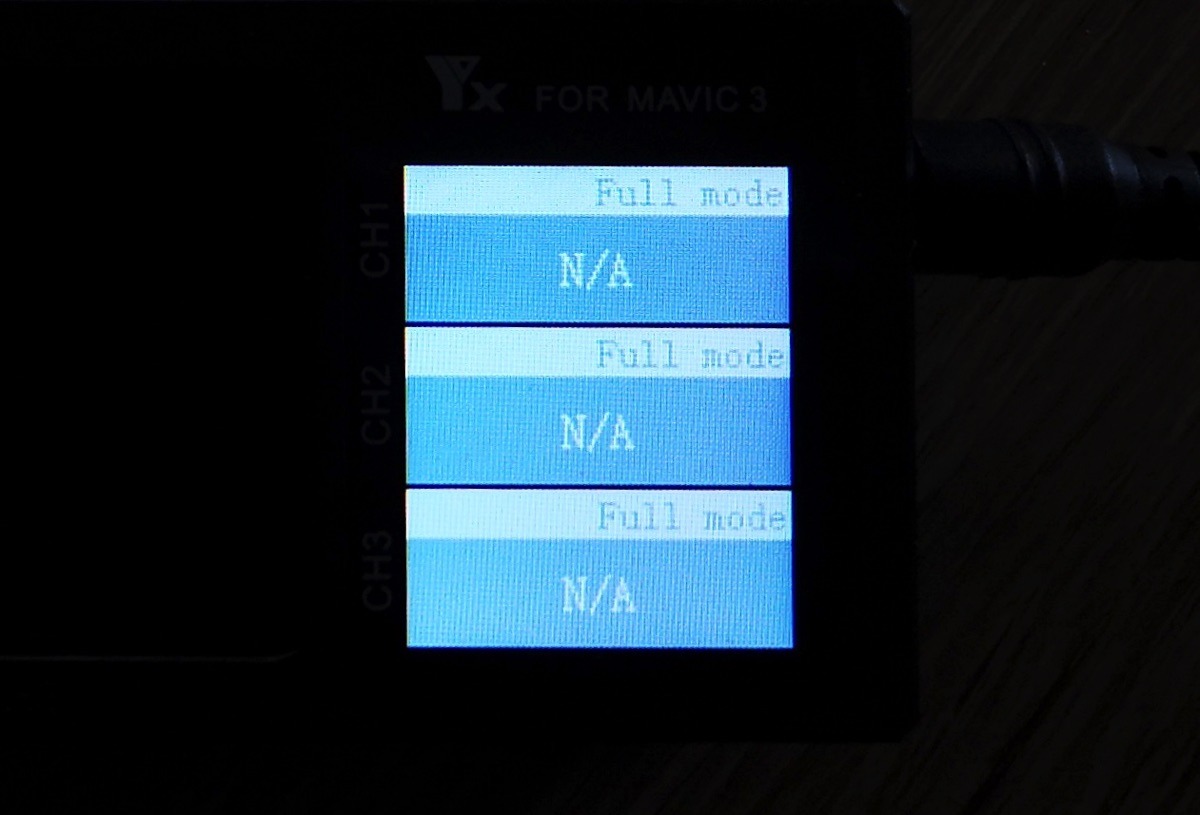 Yx FOR MAVIC 3
CH1
Full mode
N/A
CH2
Full mode
N/A
CH3
Full mode
N/A